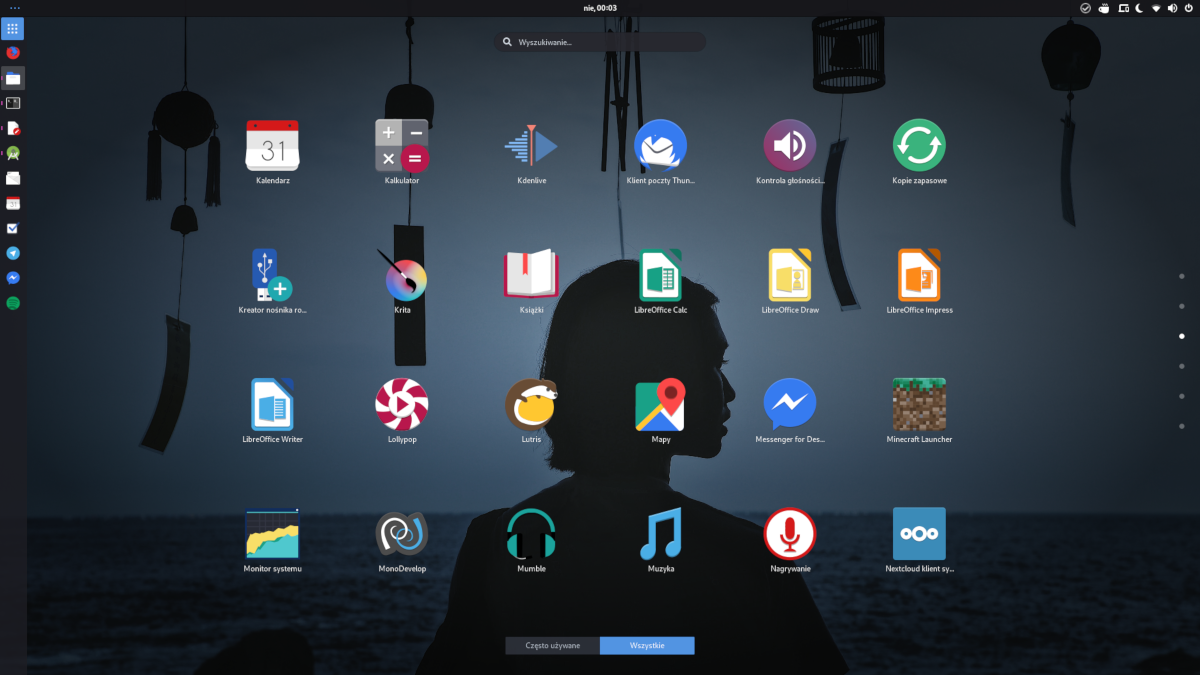 nie, 00:03
Wyszukiwanie...
31
Kalendarz
Kalkulator
Kdenlive
Klient poczty Thun...
Kontrola głośności...
Kopie zapasowe
Kreator nośnika ro...
Krita
Książki
LibreOffice Calc
LibreOffice Draw
LibreOffice Impress
LibreOffice Writer
Lollypop
Lutris
Mapy
Messenger for Des...
Minecraft Launcher
Monitor systemu
MonoDevelop
Mumble
Muzyka
Nagrywanie
Nextcloud klient sy...
Często używane
Wszystkie